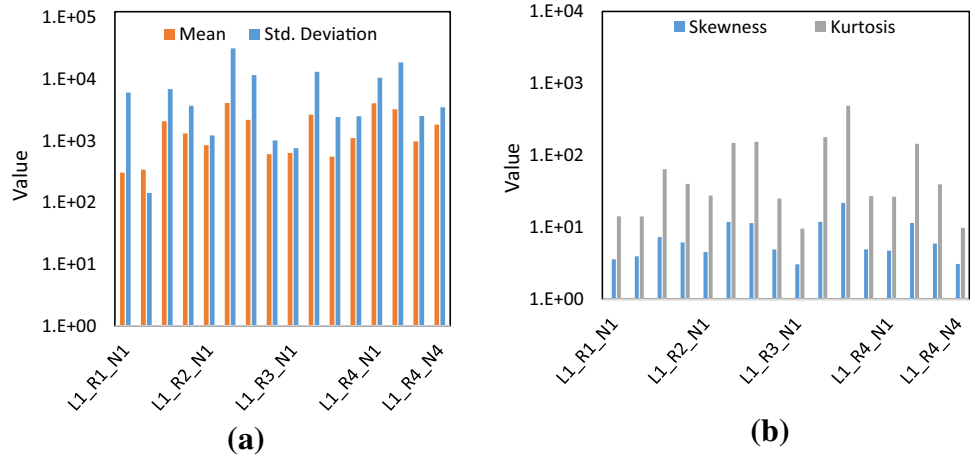 1.E+05
1.E+04
1.E+03
1.E+02
1.E+01
1.E+00
Value
Mean
Std. Deviation
L1_R1_N1
L1_R2_N1
L1_R3_N1
L1_R4_N1
L1_R4_N4
(a)
1.E+04
1.E+03
1.E+02
1.E+01
1.E+00
Value
Skewness
Kurtosis
L1_R1_N1
L1_R2_N1
L1_R3_N1
L1_R4_N1
L1_R4_N4
(b)